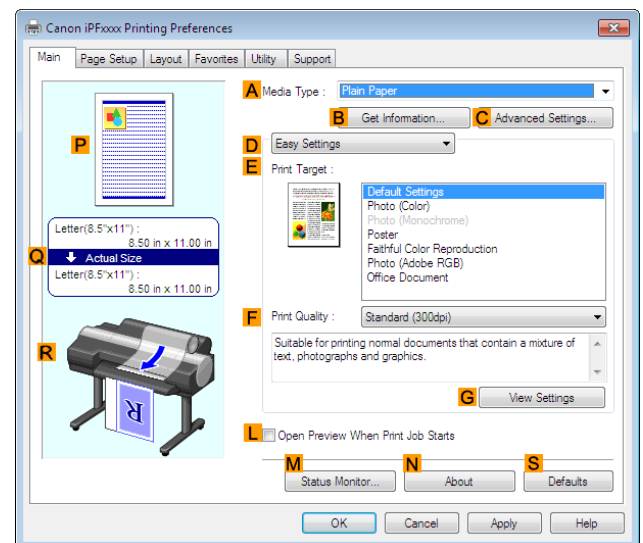 Canon iPFxxxx Printing Preferences
Main Page Setup Layout Favorites Utility Support
A Media Type : Plain Paper
B Get Information... C Advanced Settings...
D Easy Settings
E Print Target :
Default Settings
Photo (Color)
Photo (Monochrome)
Poster
Faithful Color Reproduction
Photo (Adobe RGB)
Office Document
P
Letter(8.5"x11") :
8.50 in x 11.00 in
Q Actual Size
Letter(8.5"x11") :
8.50 in x 11.00 in
F Print Quality : Standard (300dpi)
Suitable for printing normal documents that contain a mixture of
text, photographs and graphics.
R
R
G View Settings
L Open Preview When Print Job Starts
M Status Monitor... N About S Defaults
OK Cancel Apply Help